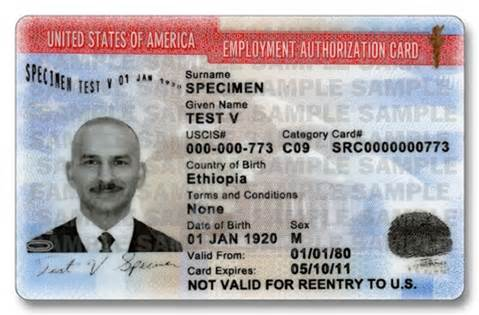 UNITED STATES OF AMERICA EMPLOYMENT AUTHORIZATION CARD
SPECIMEN TEST V 01 JAN 1920
Surname
SPECIMEN
Given Name
TEST V
USCIS# Category Card#
000-000-773 C09 SRC0000000773
Country of Birth
Ethiopia
Terms and Conditions
None
Date of Birth Sex
01 JAN 1920 M
Valid From: 01/01/80
Card Expires: 05/10/11
NOT VALID FOR REENTRY TO U.S.
Test V Specimen
SAMPLE SAMPLE SAMPLE